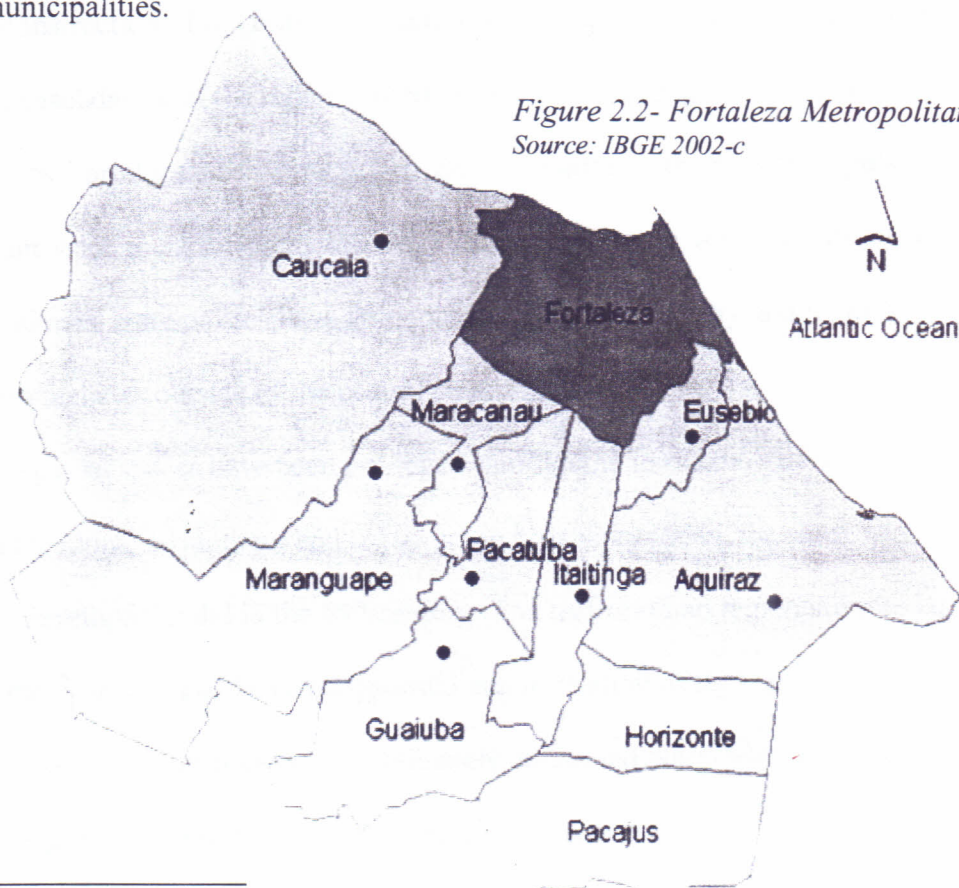 municipalities.
Figure 2.2- Fortaleza Metropolitan
Source: IBGE 2002-c
N
Caucaia
Fortaleza
Atlantic Ocean
Maracanau
Eusebio
Pacatuba
Maranguape
Itaitinga
Aquiraz
Guaiuba
Horizonte
Pacajus